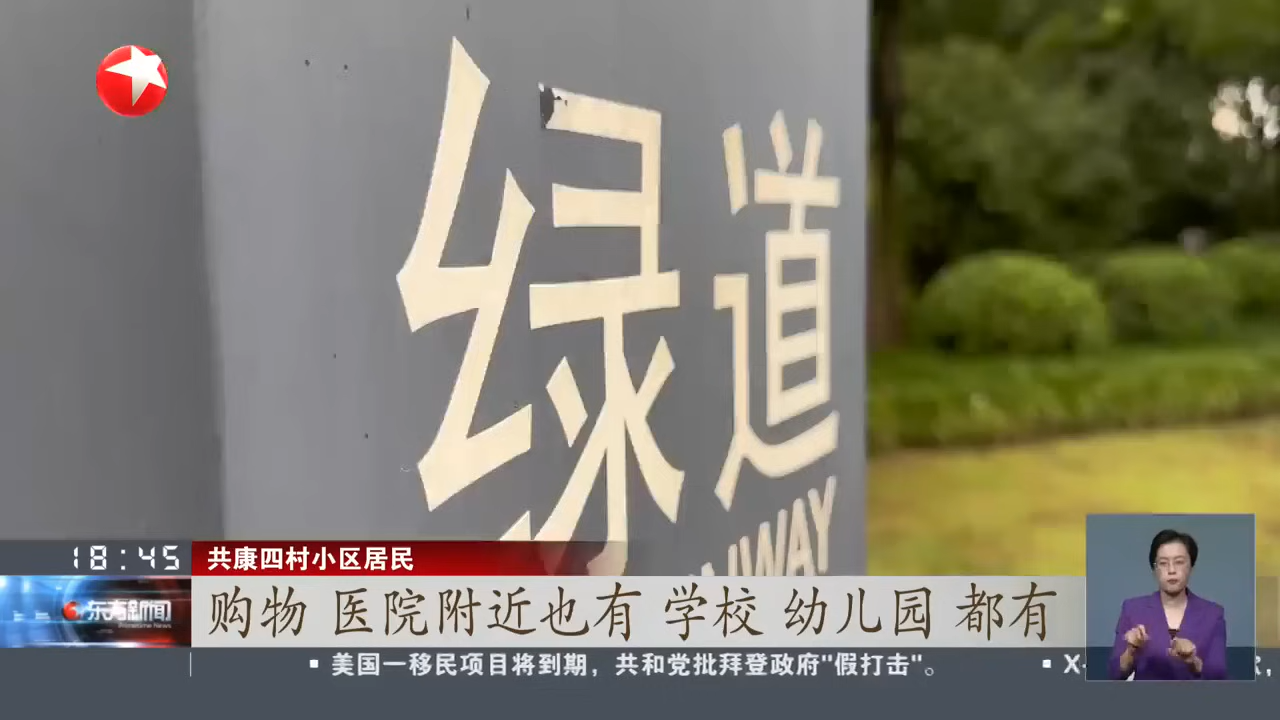 绿道
WAY
18:45
共康四村小区居民
东方新闻
购物 医院附近也有 学校 幼儿园 都有
美国一移民项目将到期，共和党批拜登政府"假打击"。